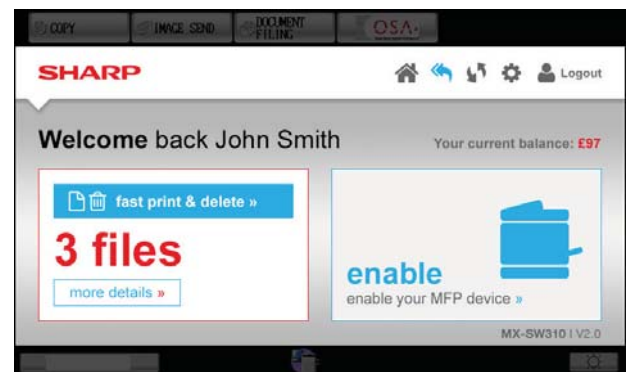 COPY
IMAGE SEND
DOCUMENT
FILING
OSA
SHARP
Logout
Welcome back John Smith
Your current balance: £97
fast print & delete »
3 files
more details »
enable
enable your MFP device »
MX-SW310 | V2.0